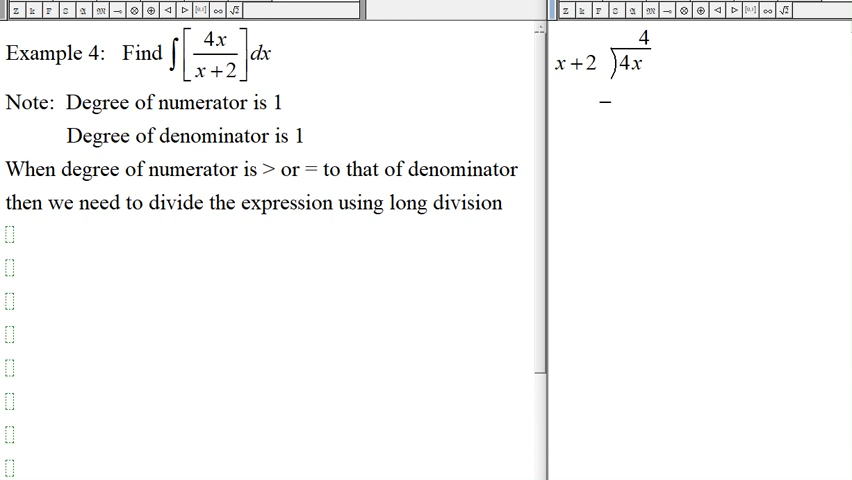 Example 4: Find ∫[4x/(x+2)]dx
Note: Degree of numerator is 1
Degree of denominator is 1
When degree of numerator is > or = to that of denominator
then we need to divide the expression using long division
4
x+2 )4x
−